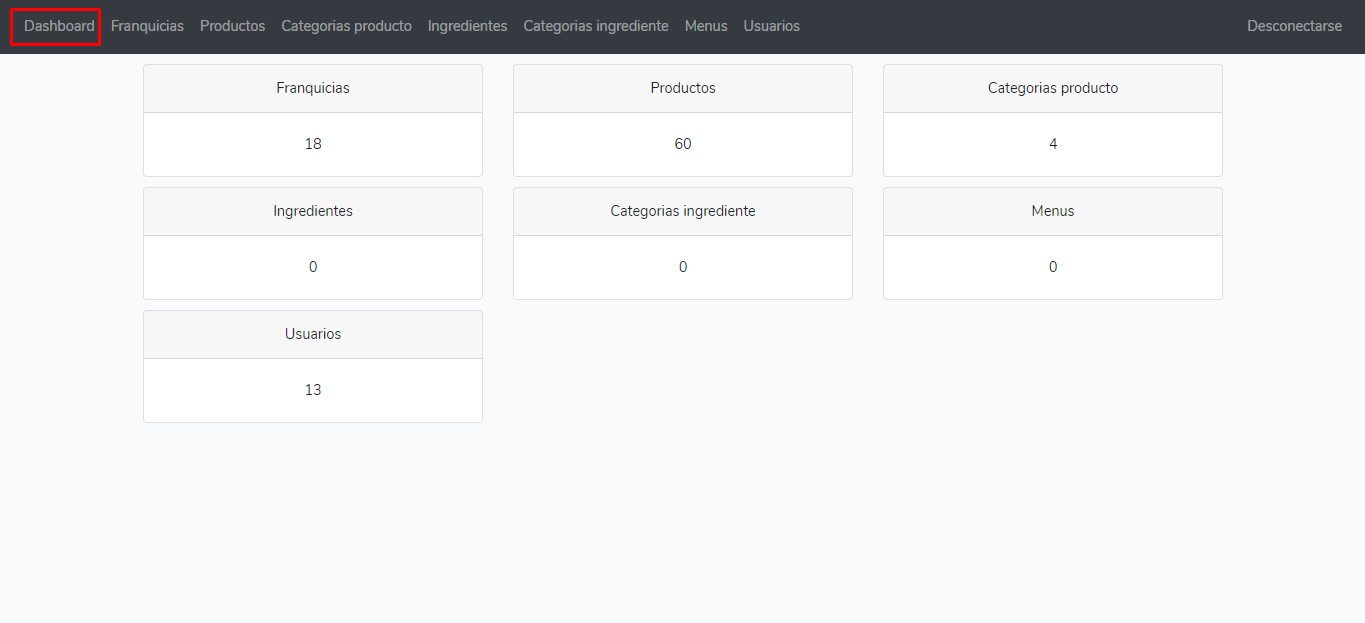 Dashboard Franquicias Productos Categorias producto Ingredientes Categorias ingrediente Menus Usuarios Desconectarse
Franquicias Productos Categorias producto
18 60 4
Ingredientes Categorias ingrediente Menus
0 0 0
Usuarios
13